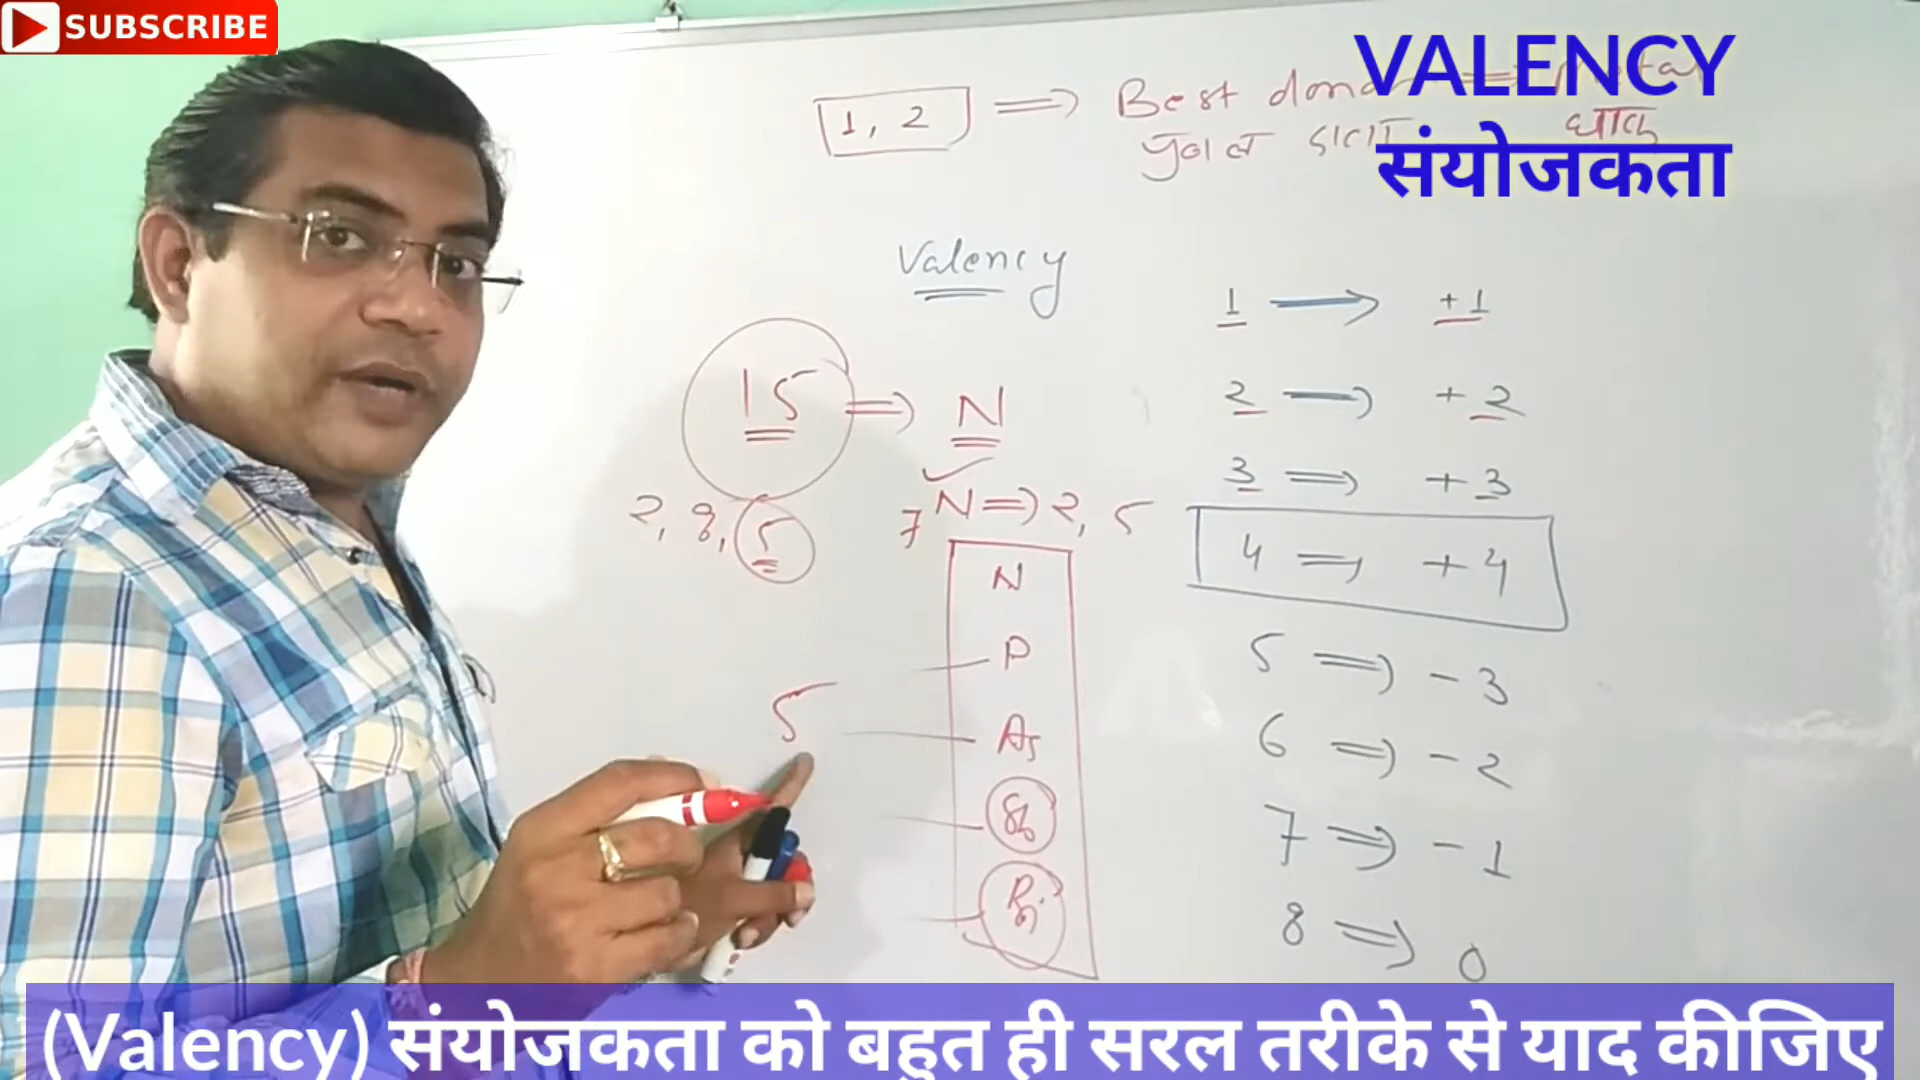 SUBSCRIBE
VALENCY
संयोजकता
1, 2 ⟹ Best
Valency
15 ⟹ N
2, 8, 5
7 N ⟹ 2, 5
N
P
As
5
1 → +1
2 → +2
3 ⟹ +3
4 ⟹ +4
5 ⟹ -3
6 ⟹ -2
7 ⟹ -1
8 ⟹ 0
(Valency) संयोजकता को बहुत ही सरल तरीके से याद कीजिए